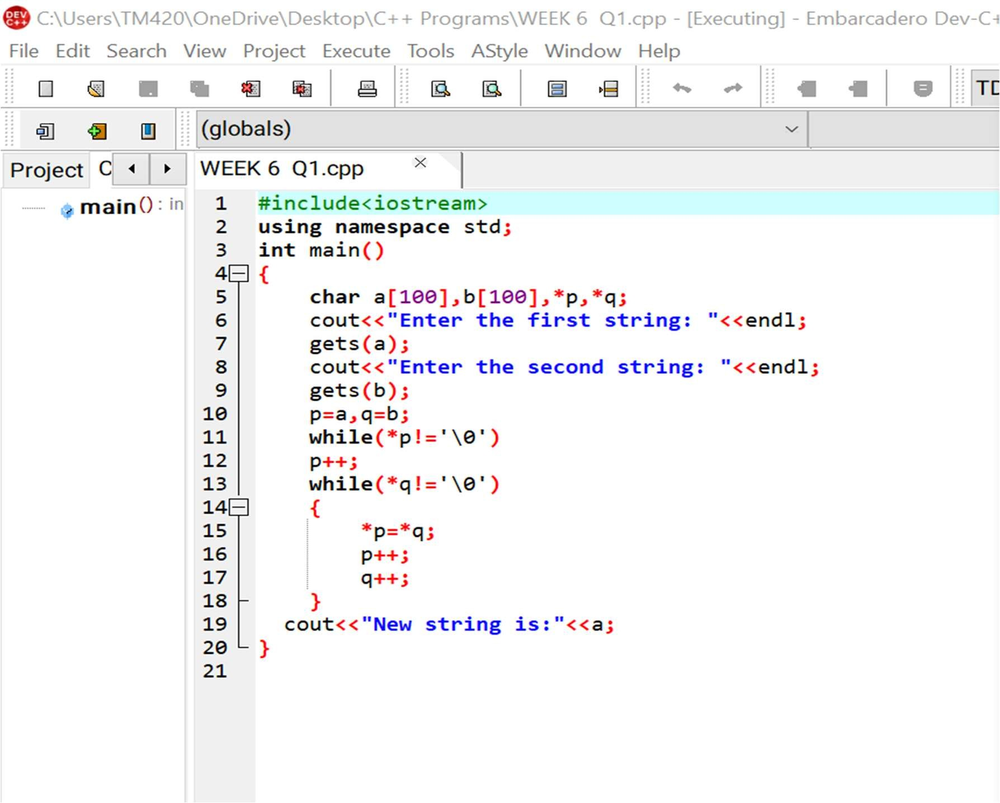 DEV C++ C:\Users\TM420\OneDrive\Desktop\C++ Programs\WEEK 6 Q1.cpp - [Executing] - Embarcadero Dev-C+
File Edit Search View Project Execute Tools AStyle Window Help
TD
(globals)
Project C WEEK 6 Q1.cpp
main() : in
1 #include<iostream>
2 using namespace std;
3 int main()
4 {
5 char a[100],b[100],*p,*q;
6 cout<<"Enter the first string: "<<endl;
7 gets(a);
8 cout<<"Enter the second string: "<<endl;
9 gets(b);
10 p=a,q=b;
11 while(*p!='\0')
12 p++;
13 while(*q!='\0')
14 {
15 *p=*q;
16 p++;
17 q++;
18 }
19 cout<<"New string is:"<<a;
20 }
21